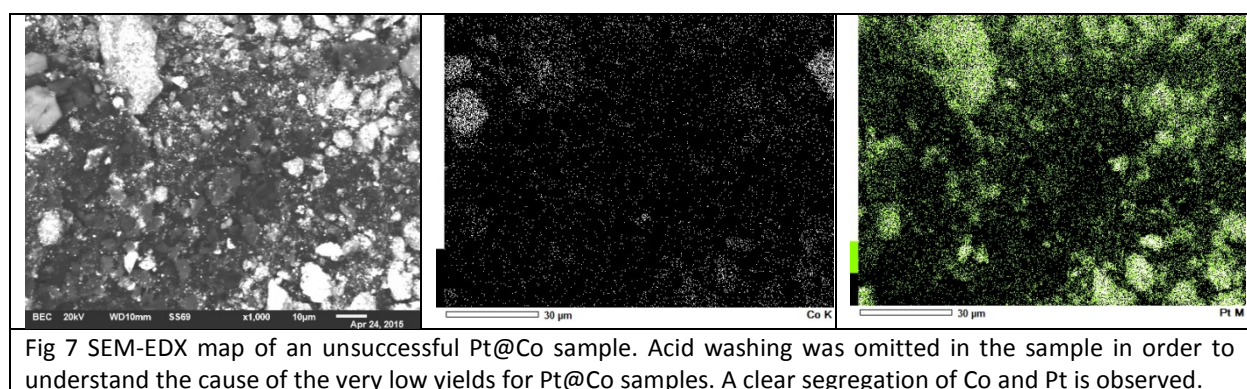 BEC 20kV WD10mm SS69 x1,000 10µm
Apr 24, 2015
30 µm Co K
30 µm Pt M
Fig 7 SEM-EDX map of an unsuccessful Pt@Co sample. Acid washing was omitted in the sample in order to
understand the cause of the very low yields for Pt@Co samples. A clear segregation of Co and Pt is observed.